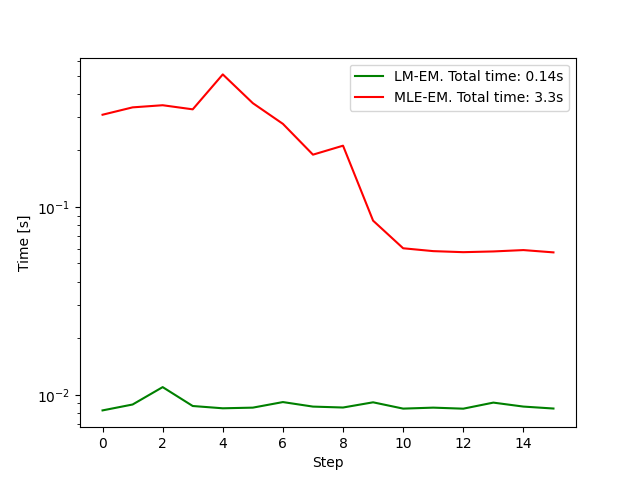 LM-EM. Total time: 0.14s
MLE-EM. Total time: 3.3s
Time [s]
10⁻¹
10⁻²
0 2 4 6 8 10 12 14
Step